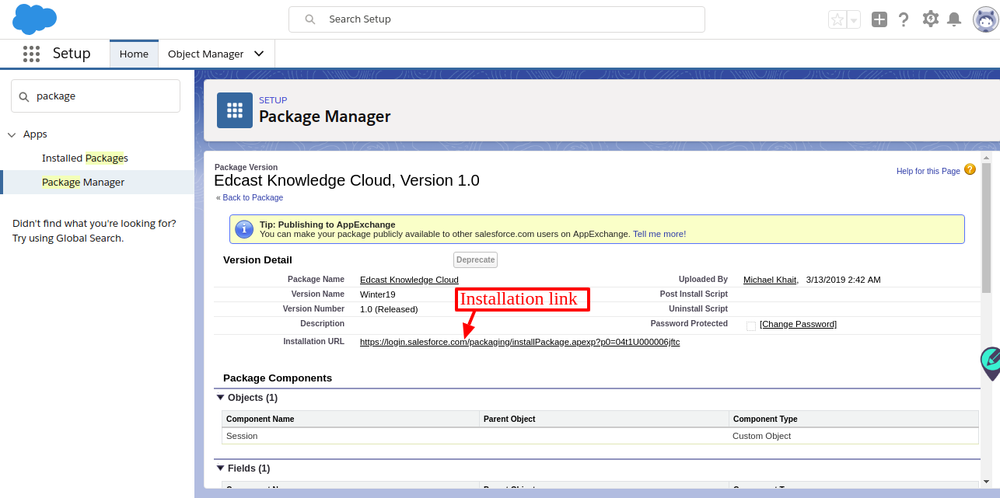 Search Setup
Setup
Home
Object Manager
package
Apps
Installed Packages
Package Manager
Didn't find what you're looking for?
Try using Global Search.
SETUP
Package Manager
Package Version
Edcast Knowledge Cloud, Version 1.0
« Back to Package
Help for this Page ?
i
Tip: Publishing to AppExchange
You can make your package publicly available to other salesforce.com users on AppExchange. Tell me more!
Version Detail
Deprecate
Package Name Edcast Knowledge Cloud Uploaded By Michael Khait, 3/13/2019 2:42 AM
Version Name Winter19 Post Install Script
Installation link
Version Number 1.0 (Released) Uninstall Script
Description Password Protected [Change Password]
Installation URL https://login.salesforce.com/packaging/installPackage.apexp?p0=04t1U000006jftc
Package Components
Objects (1)
Component Name Parent Object Component Type
Session Custom Object
Fields (1)